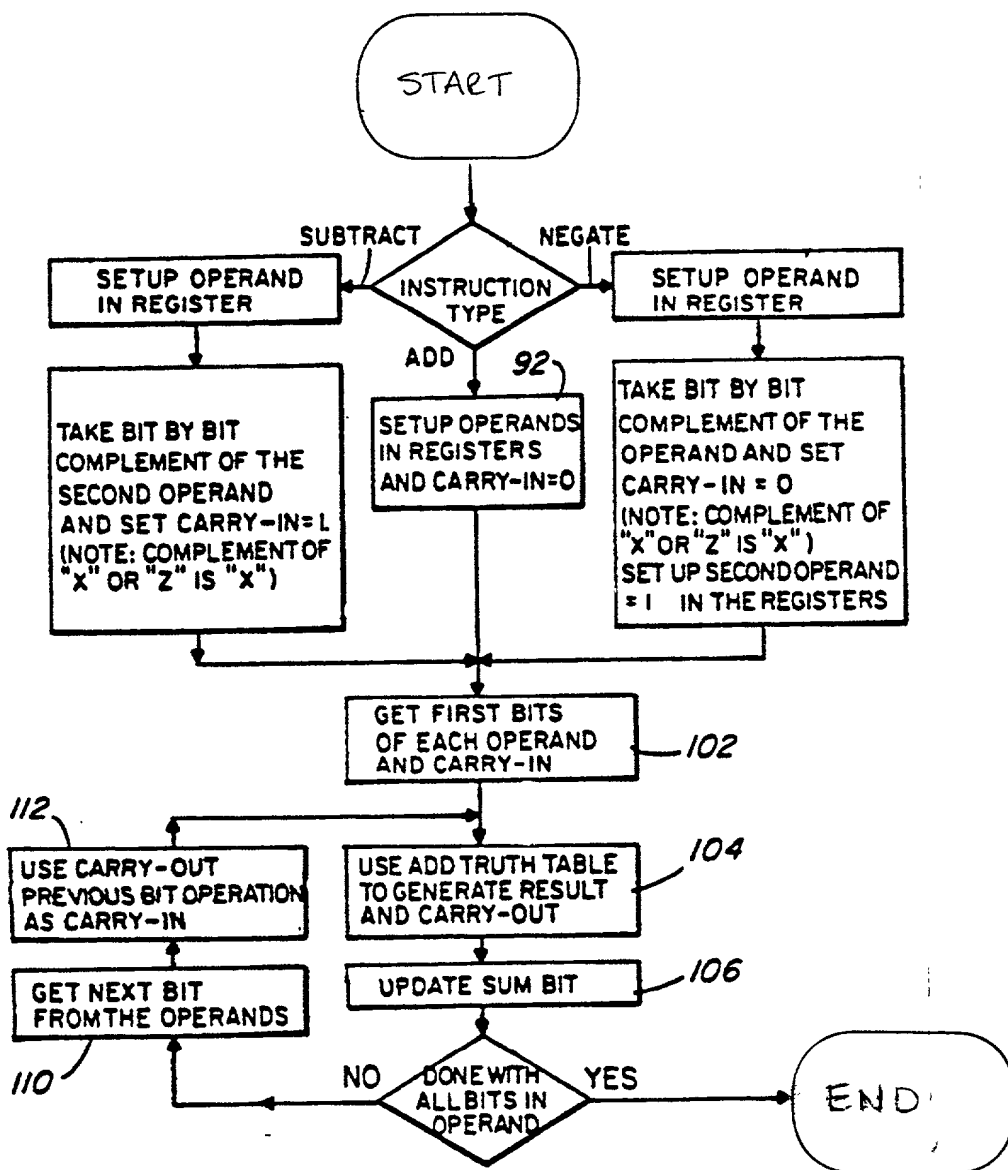 START
SUBTRACT
NEGATE
SETUP OPERAND
IN REGISTER
INSTRUCTION
TYPE
SETUP OPERAND
IN REGISTER
ADD
92
TAKE BIT BY BIT
COMPLEMENT OF THE
SECOND OPERAND
AND SET CARRY-IN=1
(NOTE: COMPLEMENT OF
"X" OR "Z" IS "X")
SETUP OPERANDS
IN REGISTERS
AND CARRY-IN=0
TAKE BIT BY BIT
COMPLEMENT OF THE
OPERAND AND SET
CARRY-IN = 0
(NOTE: COMPLEMENT OF
"X" OR "Z" IS "X")
SET UP SECOND OPERAND
= 1 IN THE REGISTERS
GET FIRST BITS
OF EACH OPERAND
AND CARRY-IN
102
112
USE CARRY-OUT
PREVIOUS BIT OPERATION
AS CARRY-IN
USE ADD TRUTH TABLE
TO GENERATE RESULT
AND CARRY-OUT
104
UPDATE SUM BIT
106
GET NEXT BIT
FROM THE OPERANDS
110
NO
DONE WITH
ALL BITS IN
OPERAND
YES
END